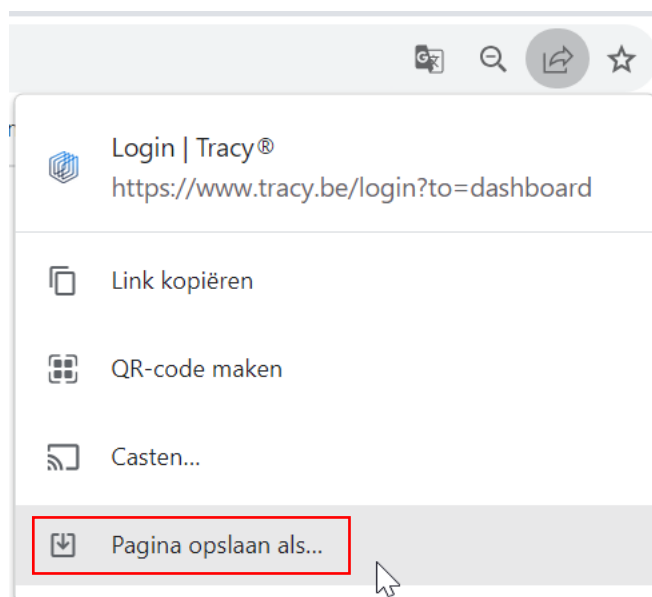 Login | Tracy®
https://www.tracy.be/login?to=dashboard
Link kopiëren
QR-code maken
Casten...
Pagina opslaan als...